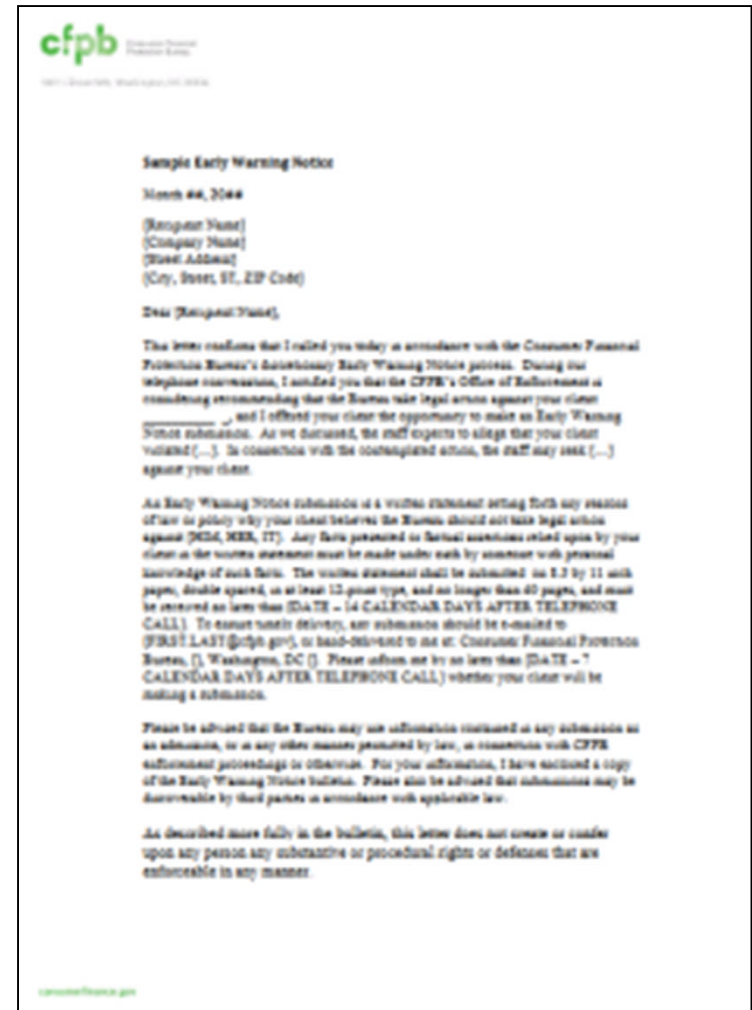 cfpb Consumer Financial
Protection Bureau
Sample Early Warning Notice
Month ##, 20##
[Recipient Name]
[Company Name]
[Street Address]
[City, Street, ST, ZIP Code]
Dear [Recipient Name],
This letter confirms that I called you today in accordance with the Consumer Financial
Protection Bureau's discretionary Early Warning Notice process. During our
telephone conversation, I notified you that the CFPB's Office of Enforcement is
considering recommending that the Bureau take legal action against your client
__________ _, and I offered your client the opportunity to make an Early Warning
Notice submission. As we discussed, the staff expects to allege that your client
violated [...]. In connection with the contemplated action, the staff may seek [...]
against your client.
An Early Warning Notice submission is a written statement setting forth any reasons
of law or policy why your client believes the Bureau should not take legal action
against [HIM, HER, IT]. Any facts presented or factual assertions relied upon by your
client in the written statement must be made under oath by someone with personal
knowledge of such facts. The written statement shall be submitted on 8.5 by 11 inch
paper, double spaced, in at least 12-point type, and no longer than 40 pages, and must
be received no later than [DATE – 14 CALENDAR DAYS AFTER TELEPHONE
CALL]. To ensure timely delivery, any submission should be e-mailed to
[FIRST.LAST@cfpb.gov], or hand-delivered to me at: Consumer Financial Protection
Bureau, [], Washington, DC []. Please inform me by no later than [DATE – 7
CALENDAR DAYS AFTER TELEPHONE CALL] whether your client will be
making a submission.
Please be advised that the Bureau may use information contained in any submission as
an admission, or in any other manner permitted by law, in connection with CFPB
enforcement proceedings or otherwise. For your information, I have enclosed a copy
of the Early Warning Notice bulletin. Please also be advised that submissions may be
discoverable by third parties in accordance with applicable law.
As described more fully in the bulletin, this letter does not create or confer
upon any person any substantive or procedural rights or defenses that are
enforceable in any manner.
consumerfinance.gov